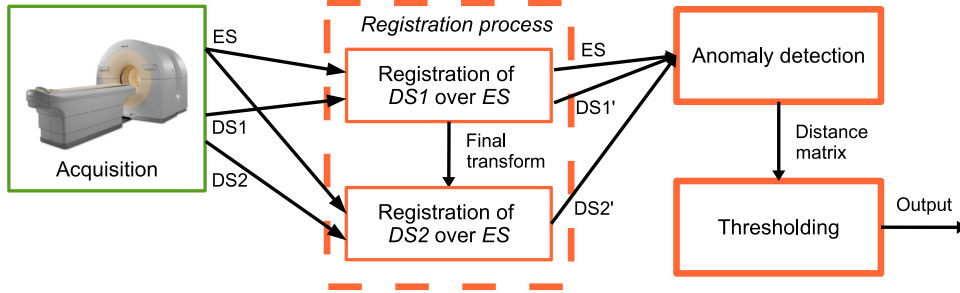 Acquisition
ES
DS1
DS2
Registration process
Registration of
DS1 over ES
Final
transform
Registration of
DS2 over ES
ES
DS1'
DS2'
Anomaly detection
Distance
matrix
Thresholding
Output